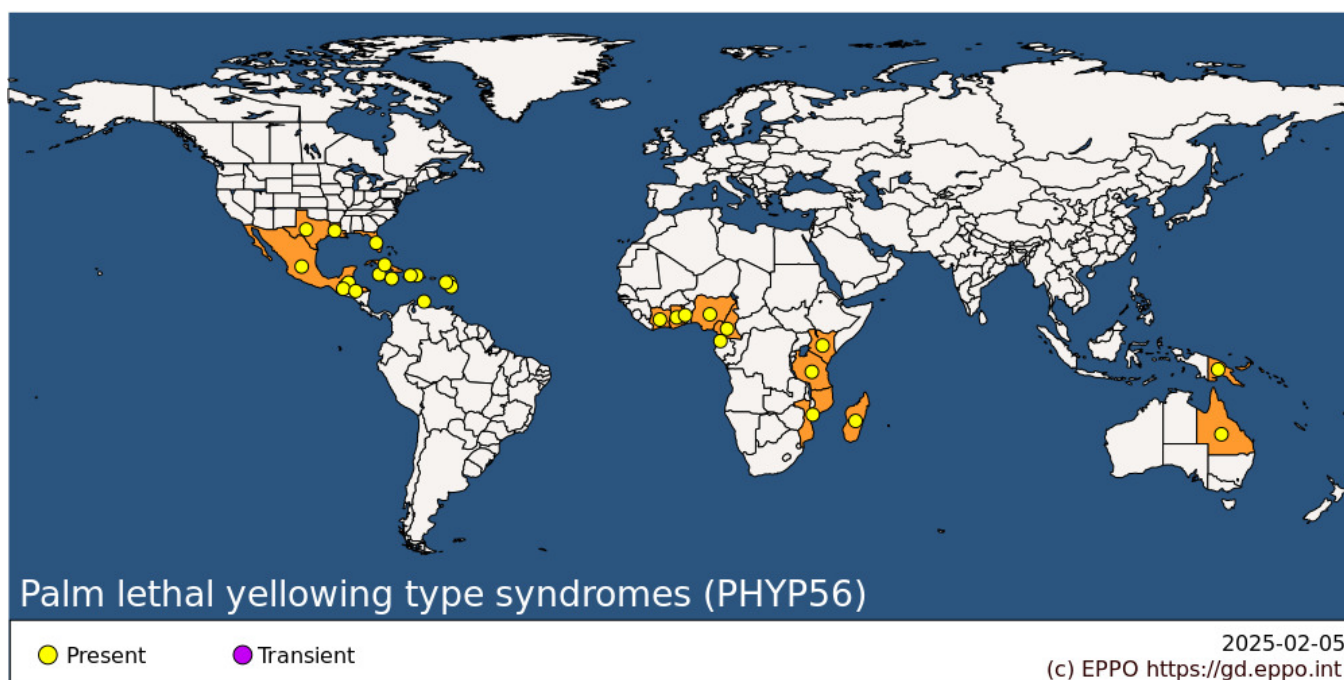 Palm lethal yellowing type syndromes (PHYP56)
Present
Transient
2025-02-05
(c) EPPO https://gd.eppo.int